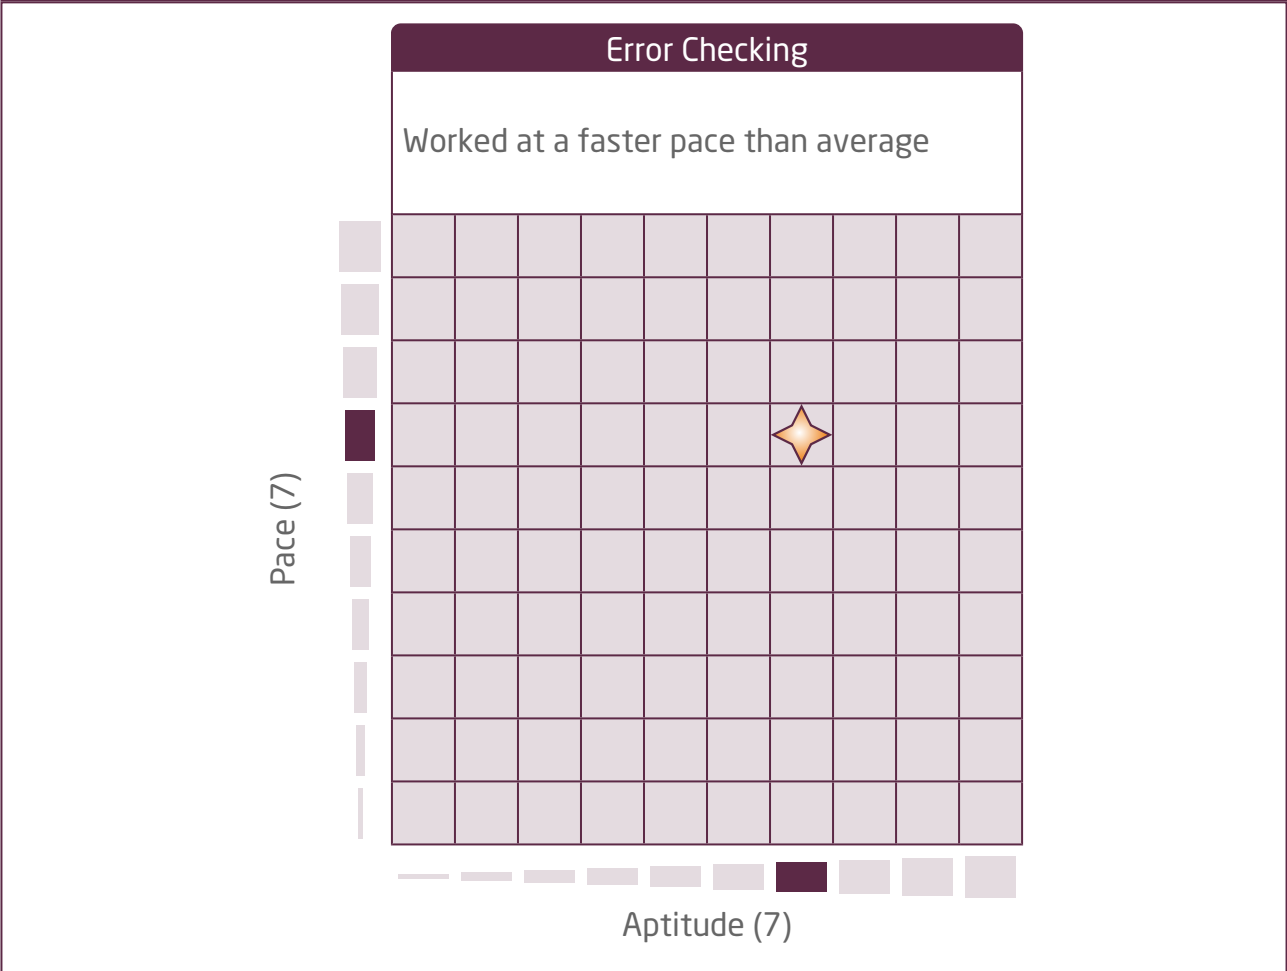 Error Checking
Worked at a faster pace than average
Pace (7)
Aptitude (7)